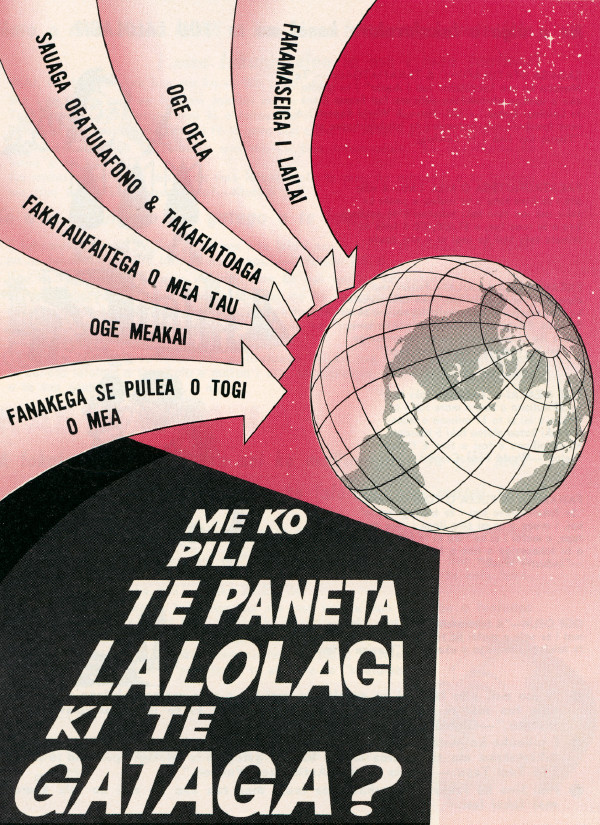 FAKAMASEIGA I LAILAI
OGE OELA
SAUAGA OFATULAFONO & TAKAFIATOAGA
FAKATAUFAITEGA O MEA TAU
OGE MEAKAI
FANAKEGA SE PULEA O TOGI
O MEA
ME KO
PILI
TE PANETA
LALOLAGI
KI TE
GATAGA?